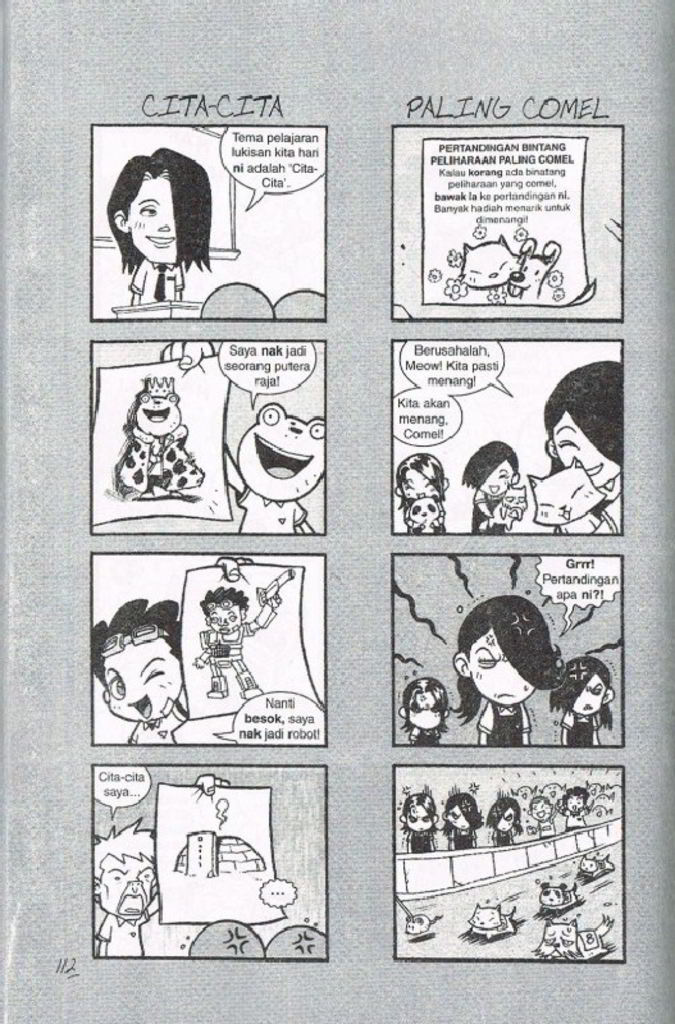 CITA-CITA
Tema pelajaran
lukisan kita hari
ni adalah "Cita-
Cita'..
Saya nak jadi
seorang putera
raja!
Nanti
besok, saya
nak jadi robot!
Cita-cita
saya...
...
PALING COMEL
PERTANDINGAN BINTANG
PELIHARAAN PALING COMEL
Kalau korang ada binatang
peliharaan yang comel,
bawak la ke pertandingan ni.
Banyak hadiah menarik untuk
dimenangi!
Berusahalah,
Meow! Kita pasti
menang!
Kita akan
menang,
Comel!
Grrr!
Pertandingan
apa ni?!
112